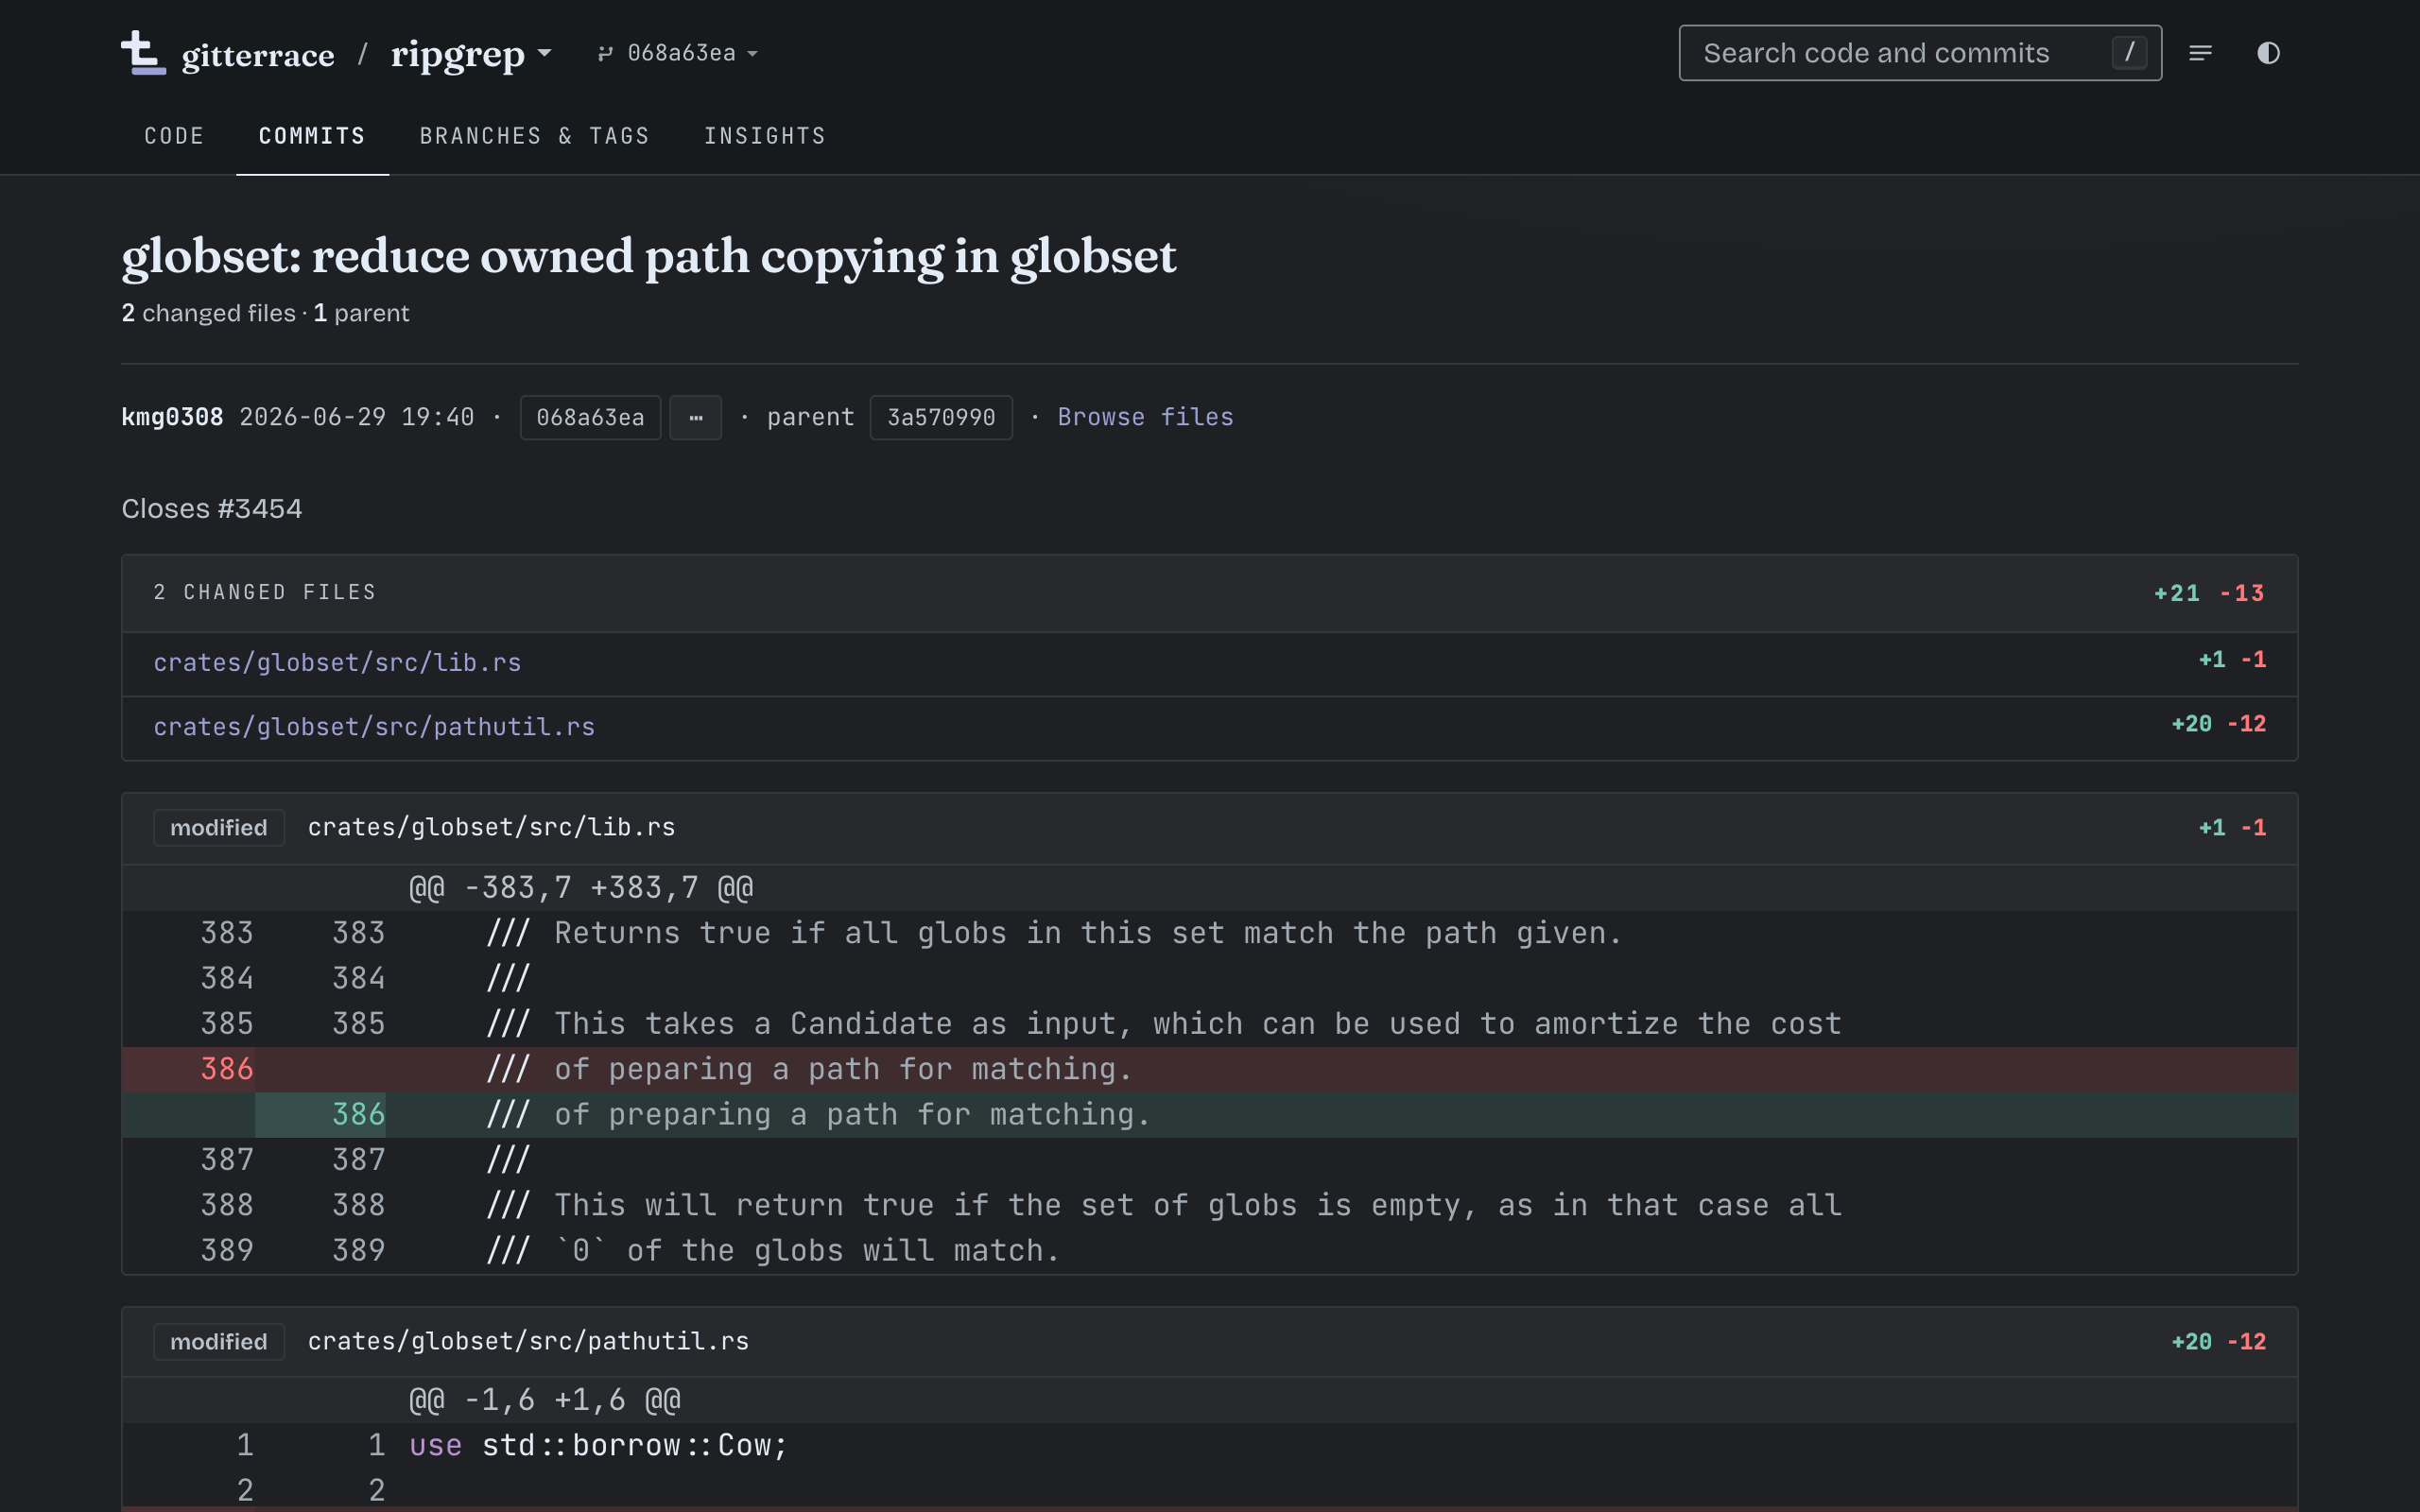 gitterrace / ripgrep 068a63ea
Search code and commits /
CODE COMMITS BRANCHES & TAGS INSIGHTS
globset: reduce owned path copying in globset
2 changed files · 1 parent
kmg0308 2026-06-29 19:40 · 068a63ea … · parent 3a570990 · Browse files
Closes #3454
2 CHANGED FILES +21 -13
crates/globset/src/lib.rs +1 -1
crates/globset/src/pathutil.rs +20 -12
modified crates/globset/src/lib.rs +1 -1
@@ -383,7 +383,7 @@
383 383 /// Returns true if all globs in this set match the path given.
384 384 ///
385 385 /// This takes a Candidate as input, which can be used to amortize the cost
386 /// of peparing a path for matching.
386 /// of preparing a path for matching.
387 387 ///
388 388 /// This will return true if the set of globs is empty, as in that case all
389 389 /// `0` of the globs will match.
modified crates/globset/src/pathutil.rs +20 -12
@@ -1,6 +1,6 @@
1 1 use std::borrow::Cow;
2 2